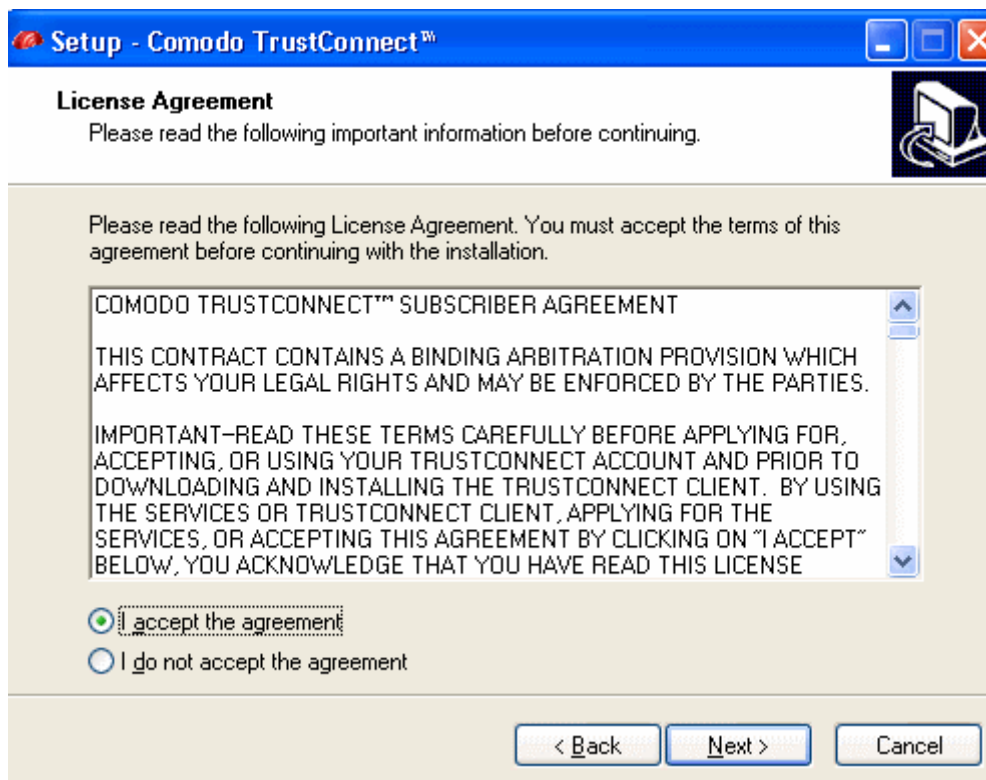 Setup - Comodo TrustConnect™
License Agreement
Please read the following important information before continuing.
Please read the following License Agreement. You must accept the terms of this
agreement before continuing with the installation.
COMODO TRUSTCONNECT™ SUBSCRIBER AGREEMENT
THIS CONTRACT CONTAINS A BINDING ARBITRATION PROVISION WHICH
AFFECTS YOUR LEGAL RIGHTS AND MAY BE ENFORCED BY THE PARTIES.
IMPORTANT–READ THESE TERMS CAREFULLY BEFORE APPLYING FOR,
ACCEPTING, OR USING YOUR TRUSTCONNECT ACCOUNT AND PRIOR TO
DOWNLOADING AND INSTALLING THE TRUSTCONNECT CLIENT.  BY USING
THE SERVICES OR TRUSTCONNECT CLIENT, APPLYING FOR THE
SERVICES, OR ACCEPTING THIS AGREEMENT BY CLICKING ON "I ACCEPT"
BELOW, YOU ACKNOWLEDGE THAT YOU HAVE READ THIS LICENSE
I accept the agreement
I do not accept the agreement
< Back
Next >
Cancel